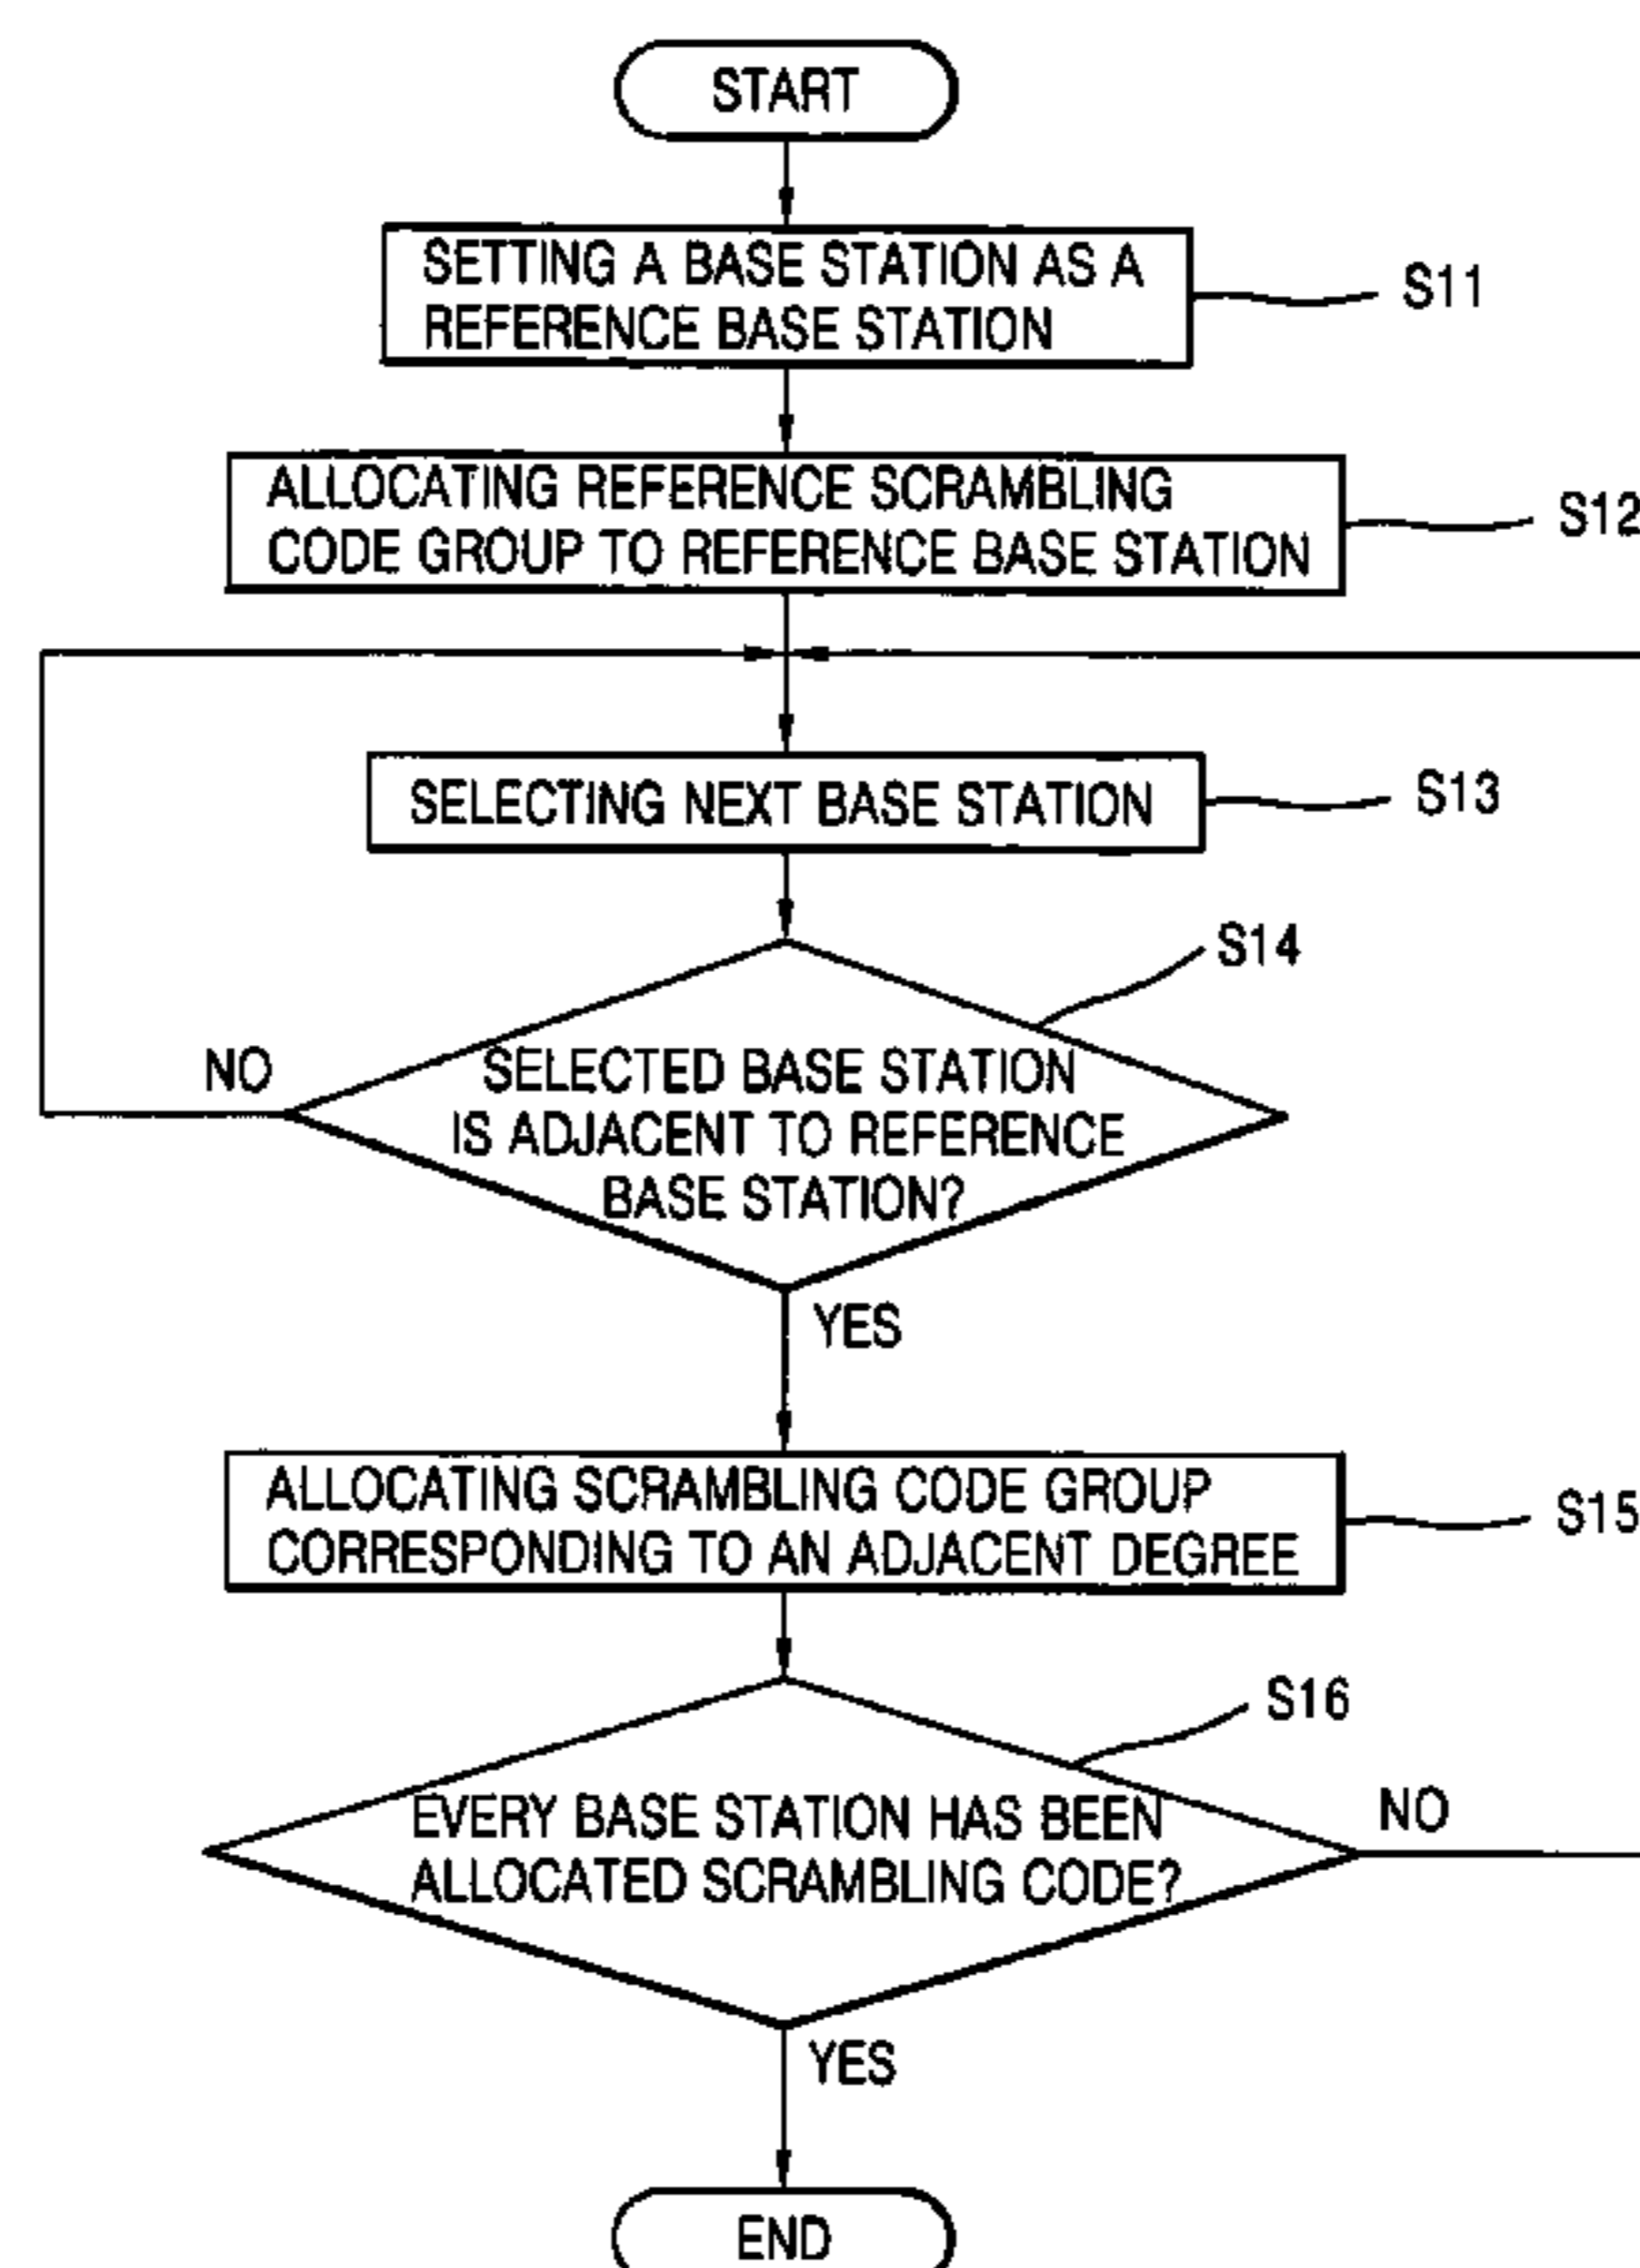 START
SETTING A BASE STATION AS A
REFERENCE BASE STATION
S11
ALLOCATING REFERENCE SCRAMBLING
CODE GROUP TO REFERENCE BASE STATION
S12
SELECTING NEXT BASE STATION
S13
S14
NO
SELECTED BASE STATION
IS ADJACENT TO REFERENCE
BASE STATION?
YES
ALLOCATING SCRAMBLING CODE GROUP
CORRESPONDING TO AN ADJACENT DEGREE
S15
S16
EVERY BASE STATION HAS BEEN
ALLOCATED SCRAMBLING CODE?
NO
YES
END